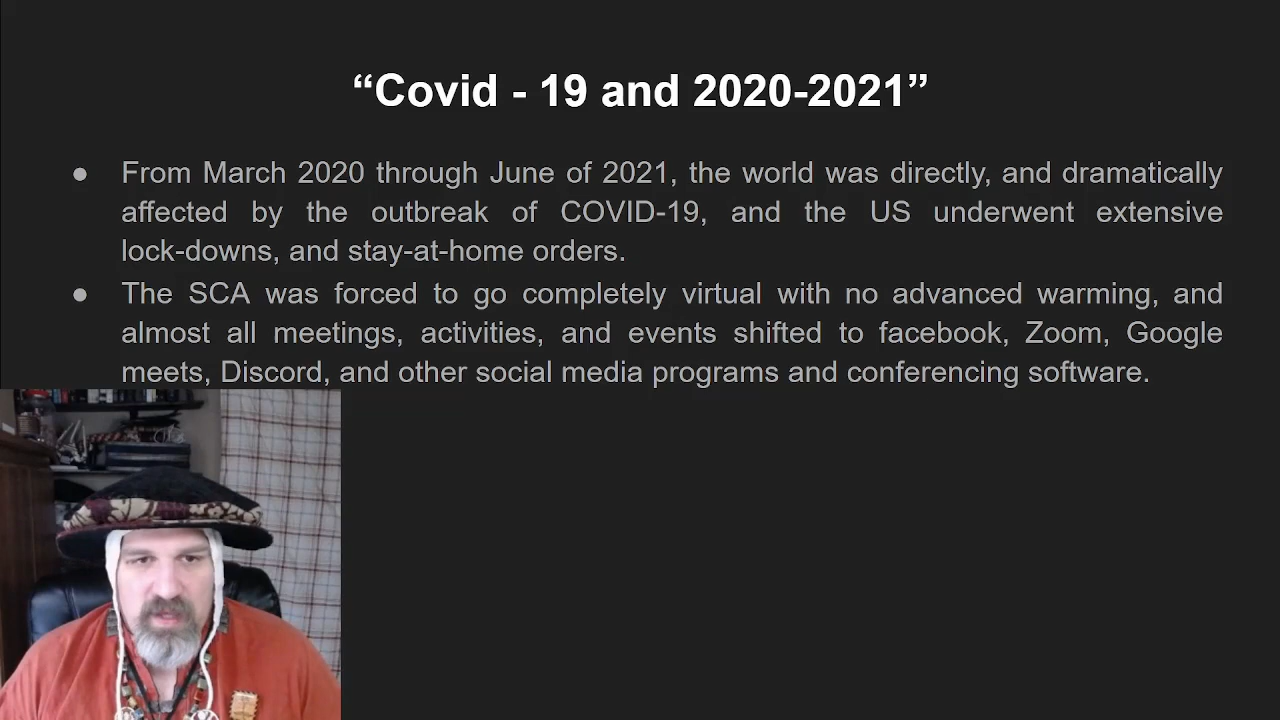 “Covid - 19 and 2020-2021”
● From March 2020 through June of 2021, the world was directly, and dramatically
affected by the outbreak of COVID-19, and the US underwent extensive
lock-downs, and stay-at-home orders.
● The SCA was forced to go completely virtual with no advanced warming, and
almost all meetings, activities, and events shifted to facebook, Zoom, Google
meets, Discord, and other social media programs and conferencing software.